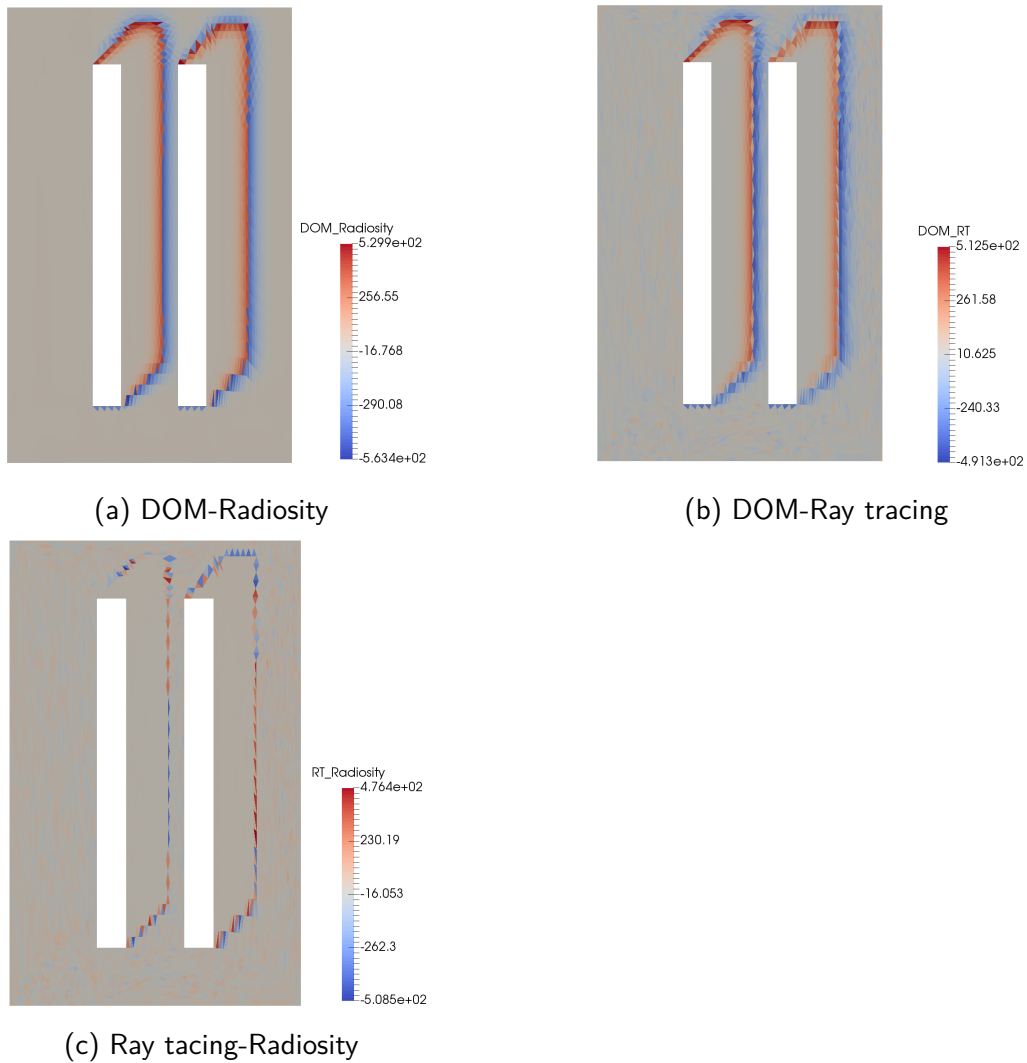 DOM_Radiosity
5.299e+02
256.55
-16.768
-290.08
-5.634e+02
(a) DOM-Radiosity
DOM_RT
5.125e+02
261.58
10.625
-240.33
-4.913e+02
(b) DOM-Ray tracing
RT_Radiosity
4.764e+02
230.19
-16.053
-262.3
-5.085e+02
(c) Ray tacing-Radiosity